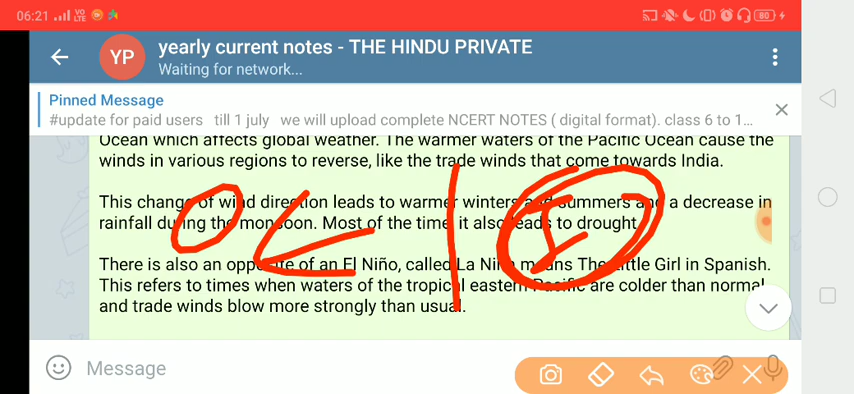 06:21 VO LTE 80
yearly current notes - THE HINDU PRIVATE
YP
Waiting for network...
Pinned Message
#update for paid users till 1 july we will upload complete NCERT NOTES ( digital format). class 6 to 1...
Ocean which affects global weather. The warmer waters of the Pacific Ocean cause the
winds in various regions to reverse, like the trade winds that come towards India.
This change of wind direction leads to warmer winters and summers and a decrease in
rainfall during the monsoon. Most of the time, it also leads to drought.
There is also an opposite of an El Niño, called La Niña means The Little Girl in Spanish.
This refers to times when waters of the tropical eastern Pacific are colder than normal
and trade winds blow more strongly than usual.
Message